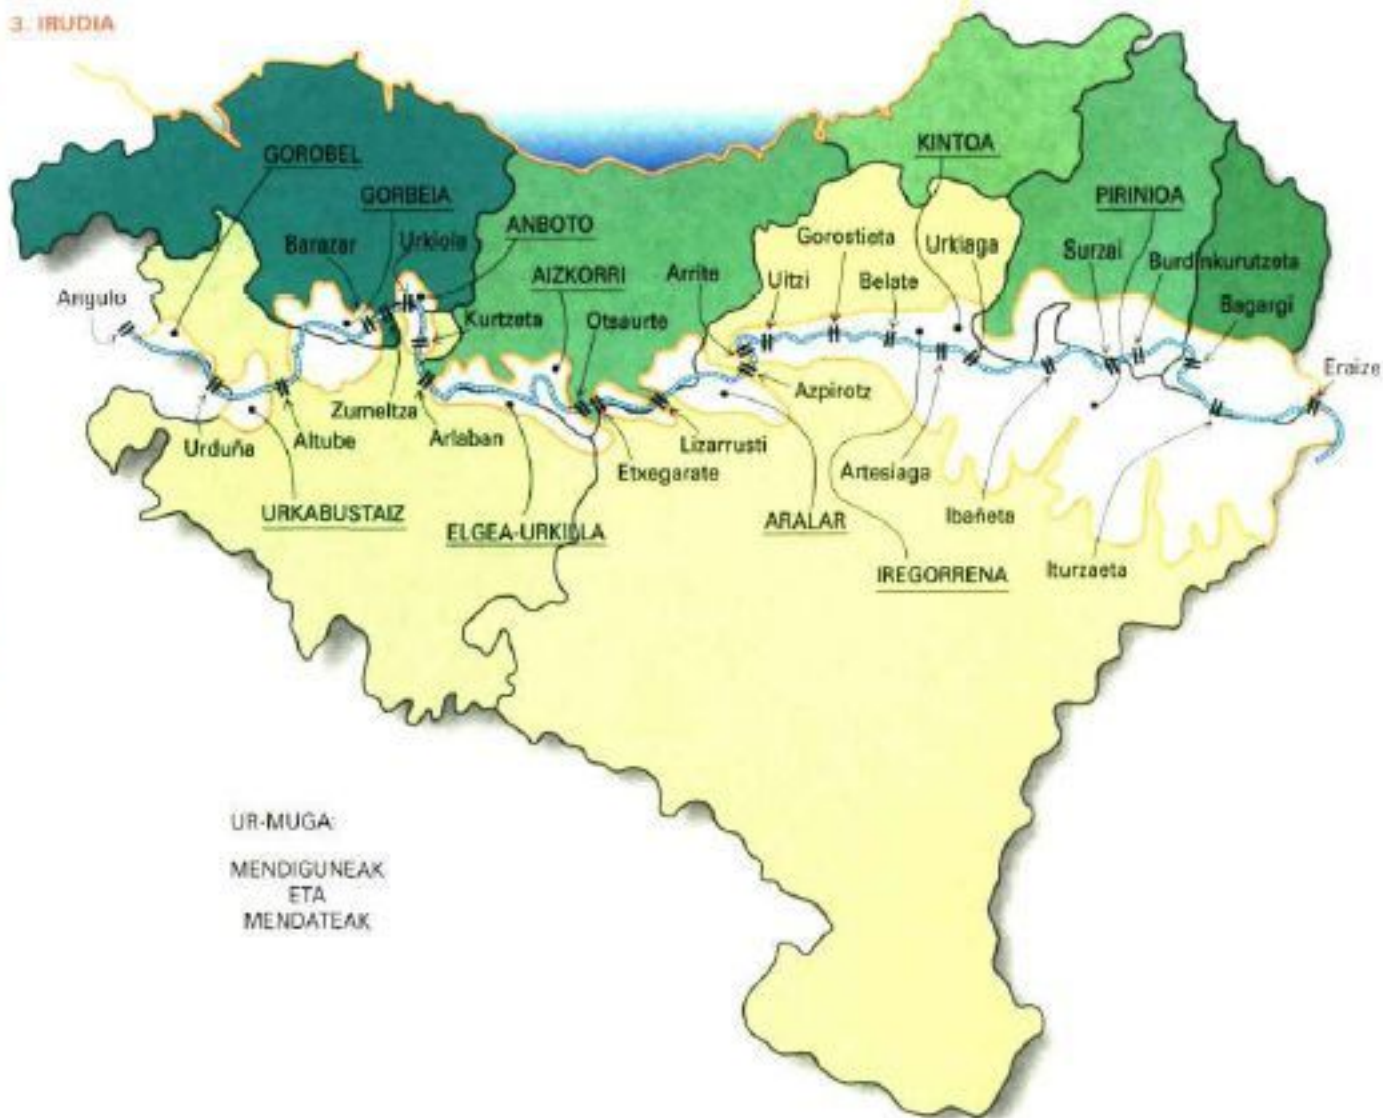 3. IRUDIA
GOROBEL
GORBEIA
Barazar
Urkiola
ANBOTO
AIZKORRI
Kurtzeta
Otsaurte
Arrite
Uitzi
Gorostieta
Belate
KINTOA
Urkiaga
PIRINIOA
Surzai
Burdinkurutzeta
Bagargi
Eraize
Angulo
Urduña
Altube
Zumeltza
Arlaban
Etxegarate
Lizarrusti
Azpirotz
Artesiaga
Ibañeta
Iturzaeta
URKABUSTAIZ
ELGEA-URKILLA
ARALAR
IREGORRENA
UR-MUGA:
MENDIGUNEAK
ETA
MENDATEAK